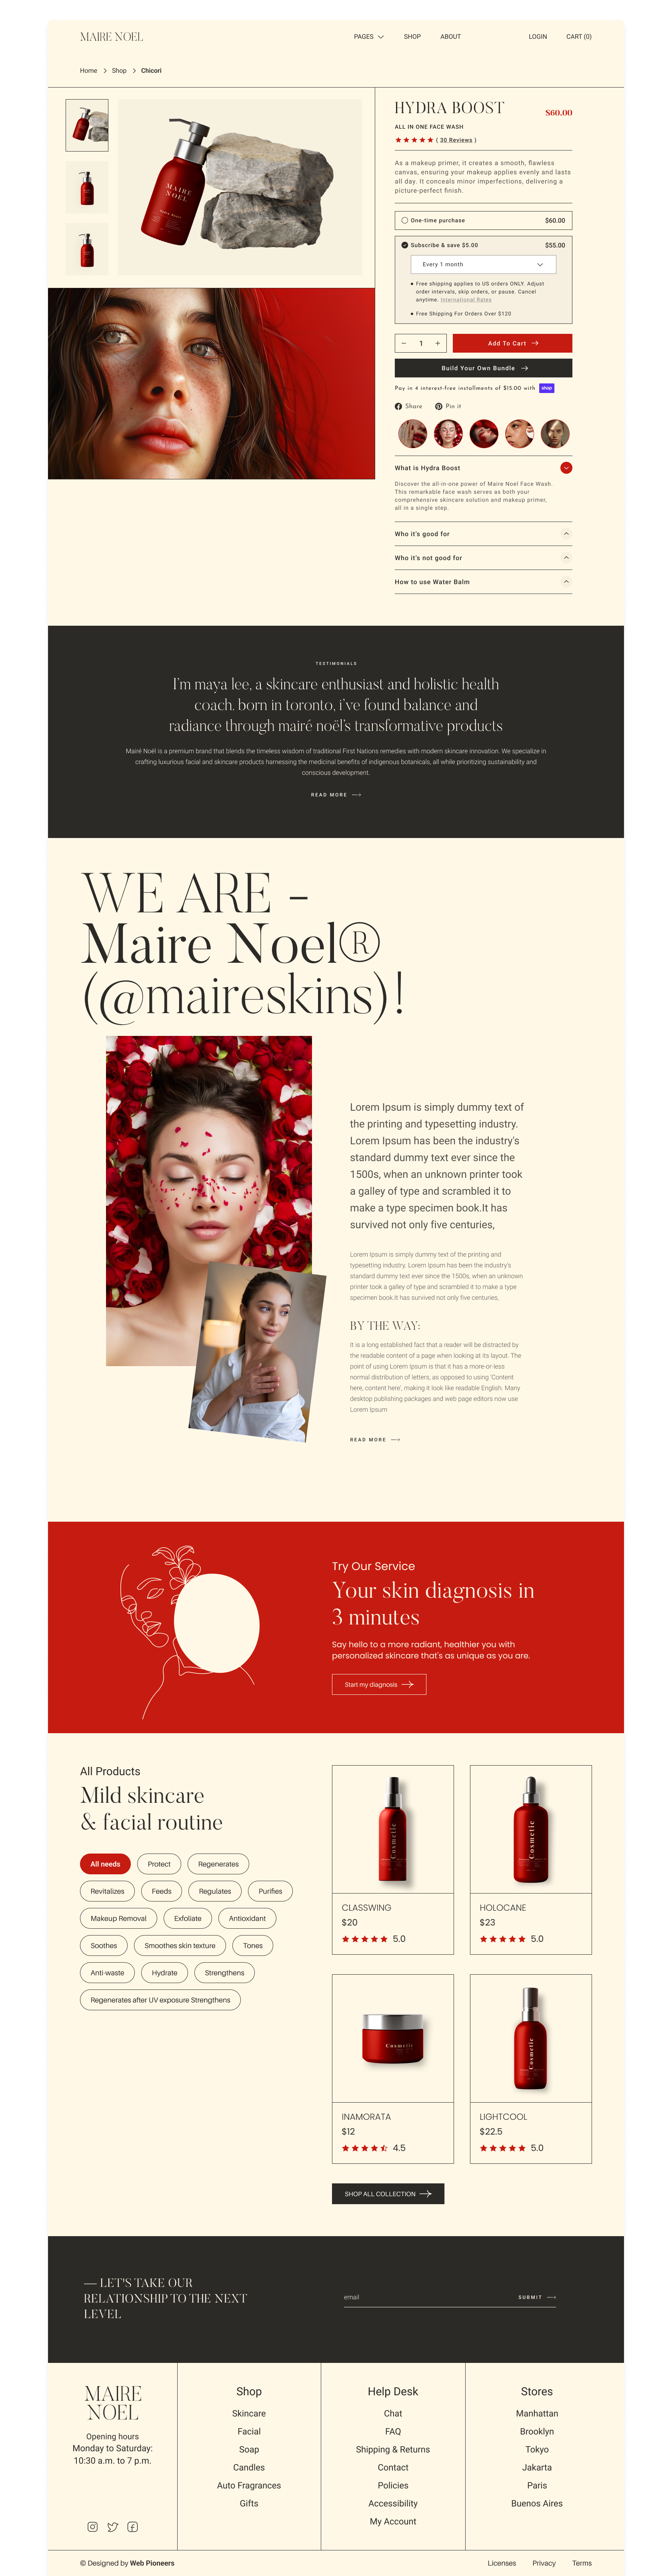 MAIRE NOEL
PAGES
SHOP
ABOUT
LOGIN
CART (0)
Home
Shop
Chicori
MAIRE
NOEL
Hydra Boost
HYDRA BOOST
$60.00
ALL IN ONE FACE WASH
( 30 Reviews )
As a makeup primer, it creates a smooth, flawless
canvas, ensuring your makeup applies evenly and lasts
all day. It conceals minor imperfections, delivering a
picture-perfect finish.
One-time purchase
$60.00
Subscribe & save $5.00
$55.00
Every 1 month
Free shipping applies to US orders ONLY. Adjust
order intervals, skip orders, or pause. Cancel
anytime. International Rates
Free Shipping For Orders Over $120
1
Add To Cart
Build Your Own Bundle
Pay in 4 interest-free installments of $15.00 with shop
Share
Pin it
What is Hydra Boost
Discover the all-in-one power of Maire Noel Face Wash.
This remarkable face wash serves as both your
comprehensive skincare solution and makeup primer,
all in a single step.
Who it's good for
Who it's not good for
How to use Water Balm
TESTIMONIALS
I'm maya lee, a skincare enthusiast and holistic health
coach. born in toronto, i've found balance and
radiance through mairé noël's transformative products
Mairé Noël is a premium brand that blends the timeless wisdom of traditional First Nations remedies with modern skincare innovation. We specialize in
crafting luxurious facial and skincare products harnessing the medicinal benefits of indigenous botanicals, all while prioritizing sustainability and
conscious development.
READ MORE
WE ARE -
Maire Noel®
(@maireskins)!
Lorem Ipsum is simply dummy text of
the printing and typesetting industry.
Lorem Ipsum has been the industry's
standard dummy text ever since the
1500s, when an unknown printer took
a galley of type and scrambled it to
make a type specimen book.It has
survived not only five centuries,
Lorem Ipsum is simply dummy text of the printing and
typesetting industry. Lorem Ipsum has been the industry's
standard dummy text ever since the 1500s, when an unknown
printer took a galley of type and scrambled it to make a type
specimen book.It has survived not only five centuries,
BY THE WAY:
It is a long established fact that a reader will be distracted by
the readable content of a page when looking at its layout. The
point of using Lorem Ipsum is that it has a more-or-less
normal distribution of letters, as opposed to using 'Content
here, content here', making it look like readable English. Many
desktop publishing packages and web page editors now use
Lorem Ipsum
READ MORE
Try Our Service
Your skin diagnosis in
3 minutes
Say hello to a more radiant, healthier you with
personalized skincare that's as unique as you are.
Start my diagnosis
All Products
Mild skincare
& facial routine
All needs
Protect
Regenerates
Revitalizes
Feeds
Regulates
Purifies
Makeup Removal
Exfoliate
Antioxidant
Soothes
Smoothes skin texture
Tones
Anti-waste
Hydrate
Strengthens
Regenerates after UV exposure Strengthens
Cosmetic
CLASSWING
$20
5.0
Cosmetic
HOLOCANE
$23
5.0
Cosmetic
INAMORATA
$12
4.5
Cosmetic
LIGHTCOOL
$22.5
5.0
SHOP ALL COLLECTION
— LET'S TAKE OUR
RELATIONSHIP TO THE NEXT
LEVEL
email
SUBMIT
MAIRE
NOEL
Opening hours
Monday to Saturday:
10:30 a.m. to 7 p.m.
Shop
Skincare
Facial
Soap
Candles
Auto Fragrances
Gifts
Help Desk
Chat
FAQ
Shipping & Returns
Contact
Policies
Accessibility
My Account
Stores
Manhattan
Brooklyn
Tokyo
Jakarta
Paris
Buenos Aires
© Designed by Web Pioneers
Licenses
Privacy
Terms